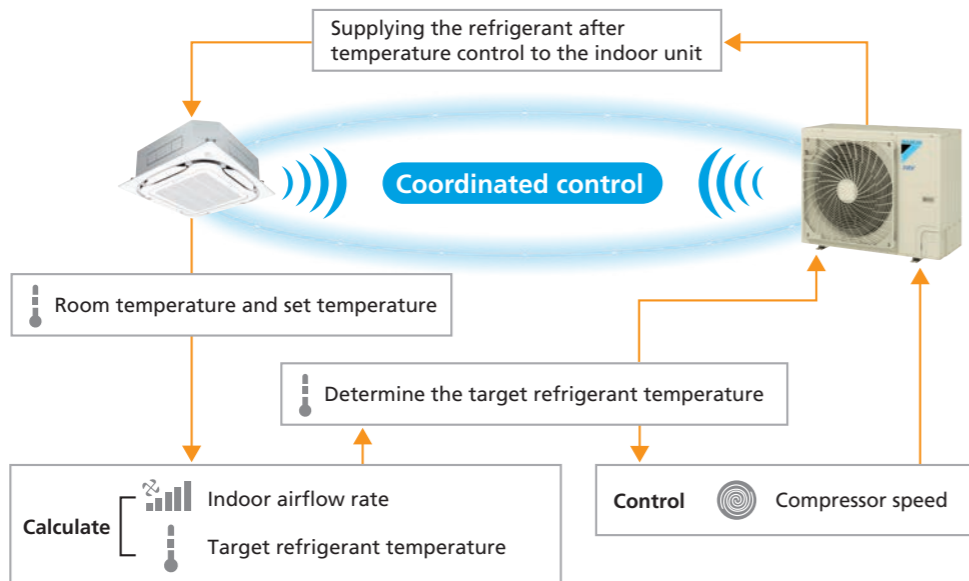 Supplying the refrigerant after
temperature control to the indoor unit
Coordinated control
Room temperature and set temperature
Determine the target refrigerant temperature
Calculate
Indoor airflow rate
Target refrigerant temperature
Control
Compressor speed